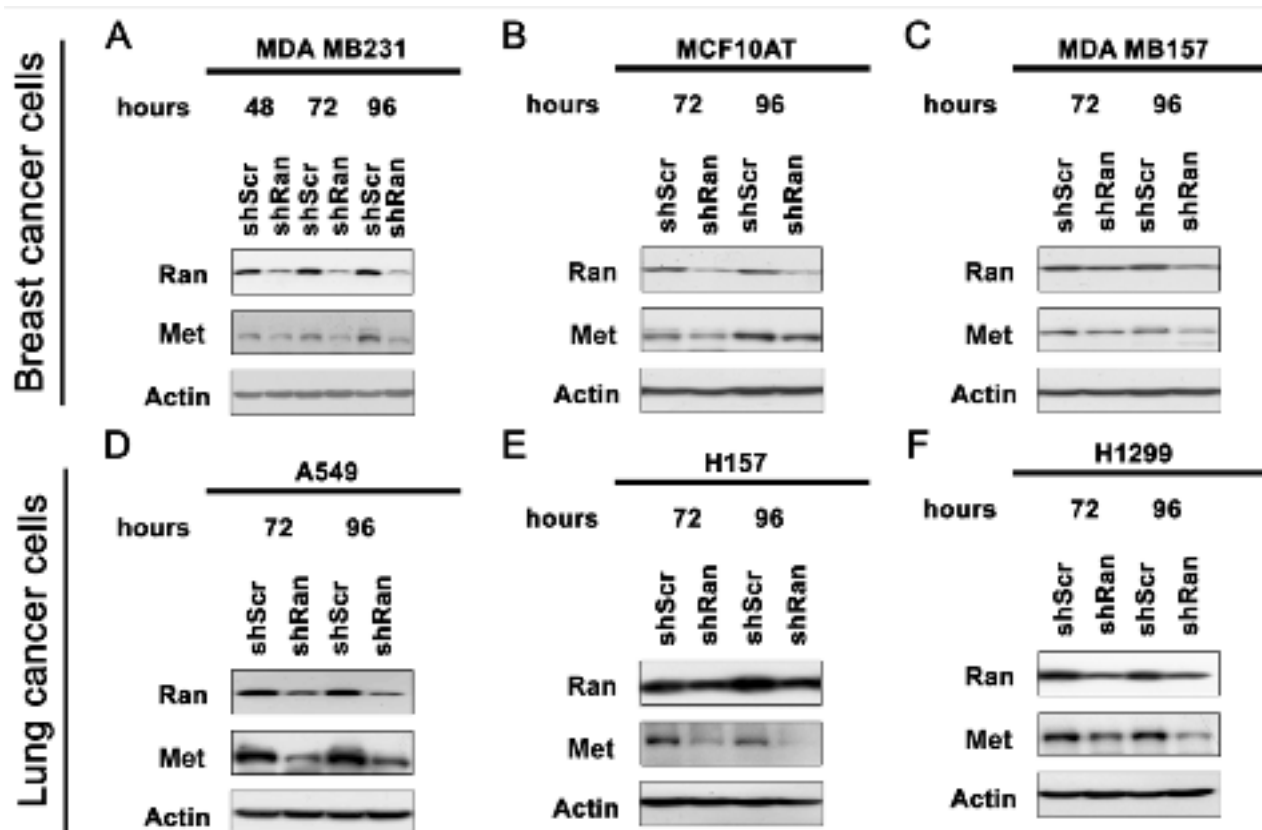 Breast cancer cells
A
MDA MB231
hours 48 72 96
shScr shRan shScr shRan shScr shRan
Ran
Met
Actin
B
MCF10AT
hours 72 96
shScr shRan shScr shRan
Ran
Met
Actin
C
MDA MB157
hours 72 96
shScr shRan shScr shRan
Ran
Met
Actin
Lung cancer cells
D
A549
hours 72 96
shScr shRan shScr shRan
Ran
Met
Actin
E
H157
hours 72 96
shScr shRan shScr shRan
Ran
Met
Actin
F
H1299
hours 72 96
shScr shRan shScr shRan
Ran
Met
Actin